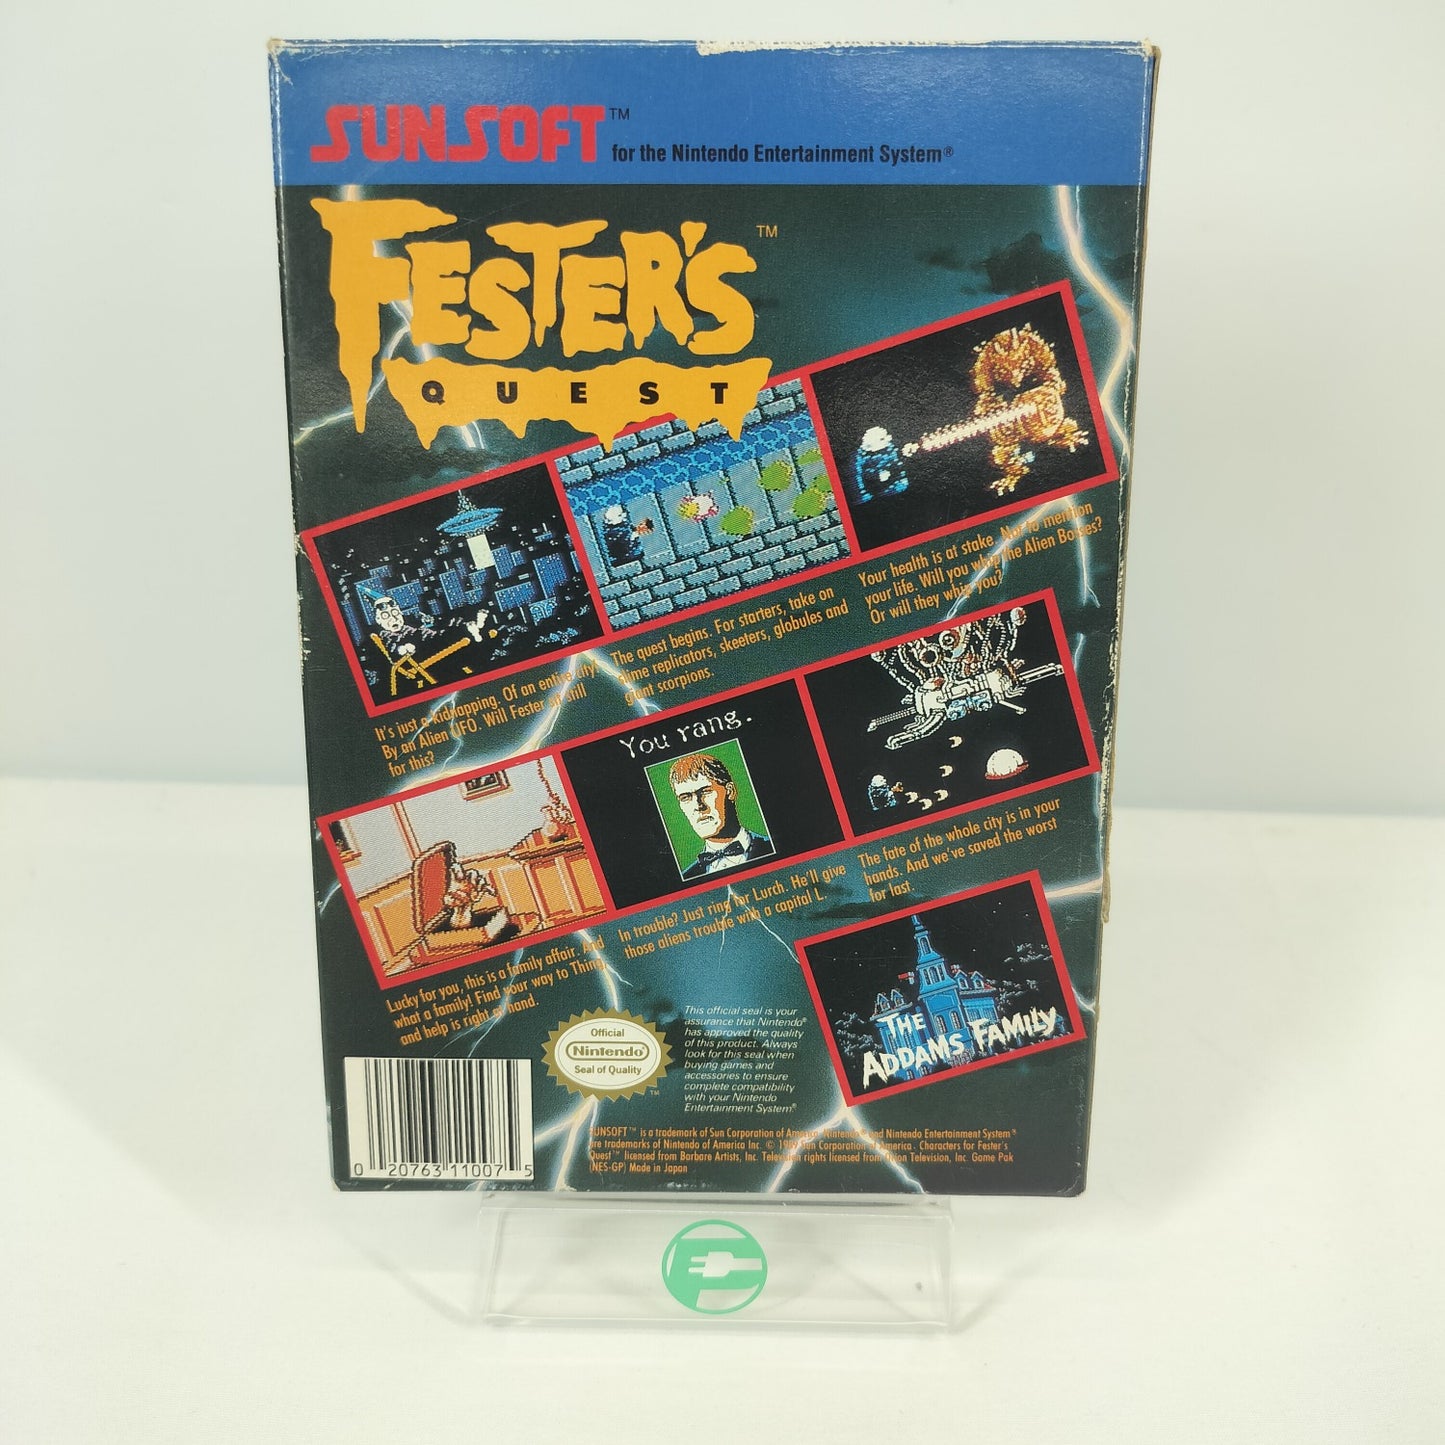 SUNSOFT™
for the Nintendo Entertainment System®
FESTER'S™
QUEST
It's just a kidnapping. Of an entire city.
By an Alien UFO. Will Fester sit still
for this?
The quest begins. For starters, take on
slime replicators, skeeters, globules and
giant scorpions.
Your health is at stake. Not to mention
your life. Will you whip the Alien Bosses?
Or will they whip you?
Lucky for you, this is a family affair. And
what a family! Find your way to Thing,
and help is right at hand.
You rang.
In trouble? Just ring for Lurch. He'll give
those aliens trouble with a capital L.
The fate of the whole city is in your
hands. And we've saved the worst
for last.
THE
ADDAMS FAMILY
Official
Nintendo®
Seal of Quality
™
This official seal is your
assurance that Nintendo®
has approved the quality
of this product. Always
look for this seal when
buying games and
accessories to ensure
complete compatibility
with your Nintendo
Entertainment System®
0 20763 11007 5
SUNSOFT™ is a trademark of Sun Corporation of America. Nintendo® and Nintendo Entertainment System®
are trademarks of Nintendo of America Inc. © 1989 Sun Corporation of America. Characters for Fester's
Quest™ licensed from Barbare Artists, Inc. Television rights licensed from Orion Television, Inc. Game Pak
(NES-GP) Made in Japan